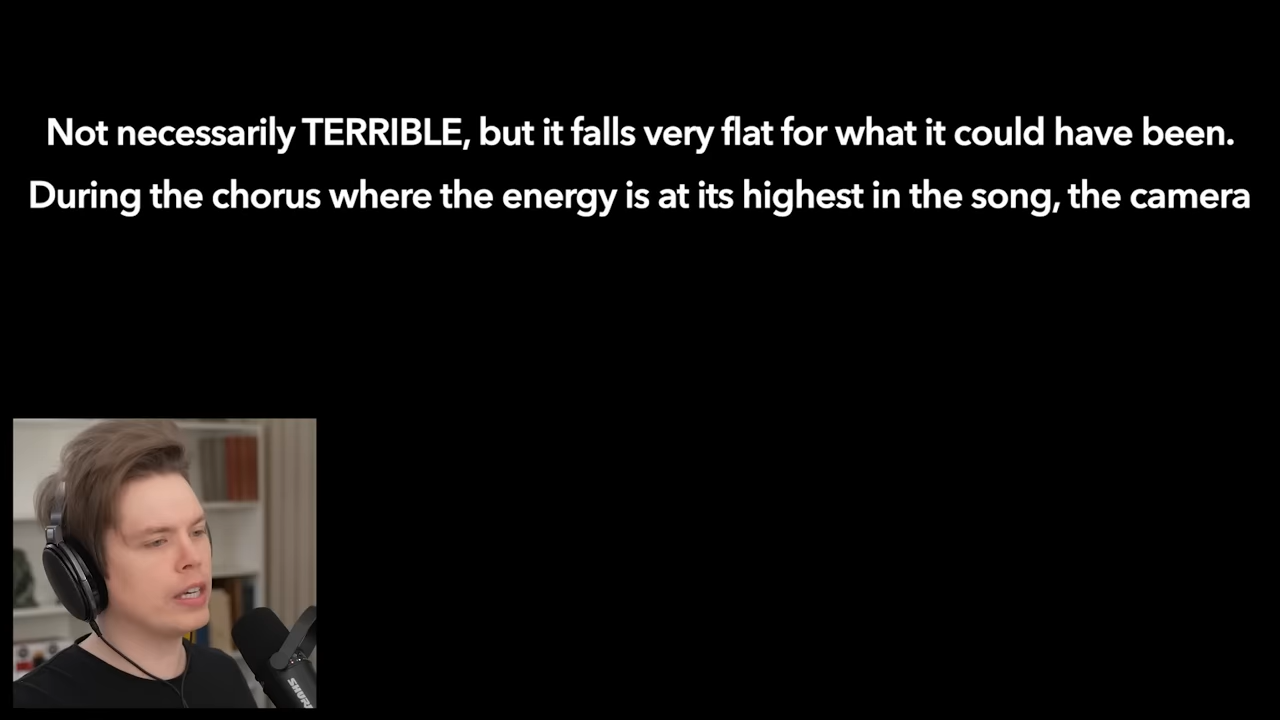 Not necessarily TERRIBLE, but it falls very flat for what it could have been.
During the chorus where the energy is at its highest in the song, the camera
SHURE